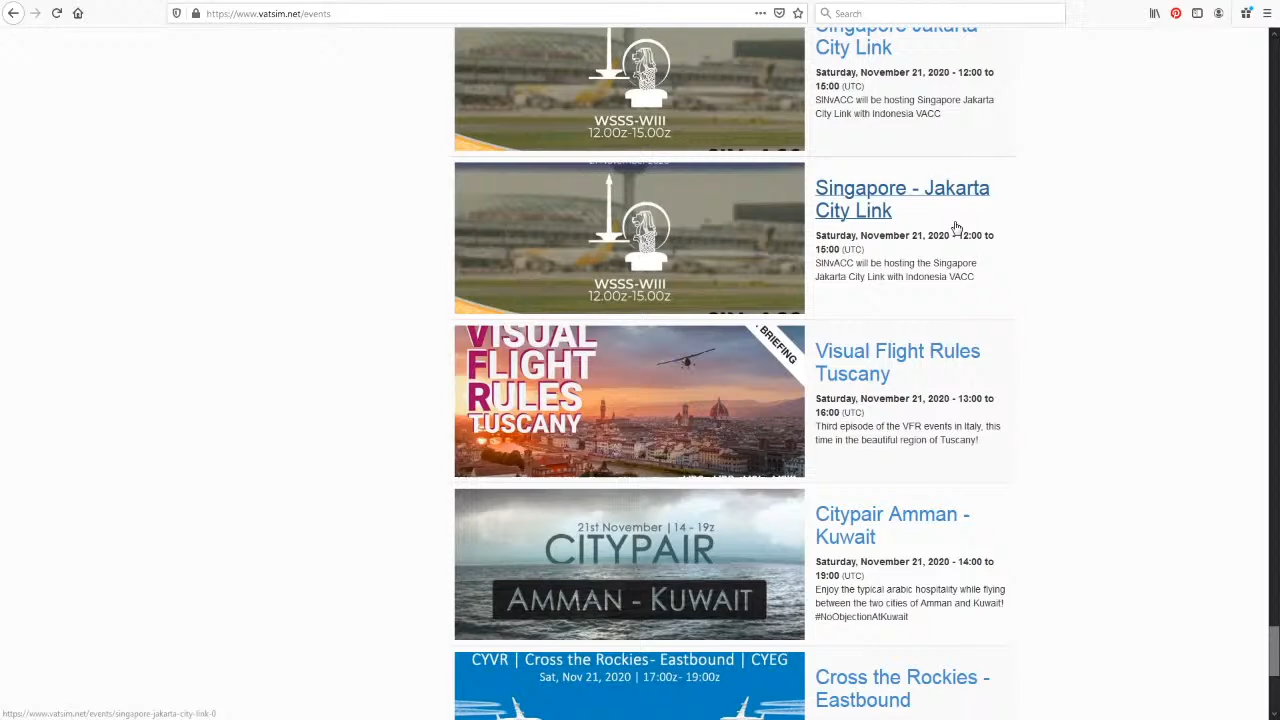 https://www.vatsim.net/events
Search
Singapore Jakarta
City Link
Saturday, November 21, 2020 - 12:00 to
15:00 (UTC)
SINvACC will be hosting Singapore Jakarta
City Link with Indonesia VACC
WSSS-WIII
12.00z-15.00z
Singapore - Jakarta
City Link
Saturday, November 21, 2020 - 12:00 to
15:00 (UTC)
SINvACC will be hosting the Singapore
Jakarta City Link with Indonesia VACC
WSSS-WIII
12.00z-15.00z
VISUAL
FLIGHT
RULES
TUSCANY
BRIEFING
Visual Flight Rules
Tuscany
Saturday, November 21, 2020 - 13:00 to
16:00 (UTC)
Third episode of the VFR events in Italy, this
time in the beautiful region of Tuscany!
21st November | 14 - 19z
CITYPAIR
AMMAN - KUWAIT
Citypair Amman -
Kuwait
Saturday, November 21, 2020 - 14:00 to
19:00 (UTC)
Enjoy the typical arabic hospitality while flying
between the two cities of Amman and Kuwait!
#NoObjectionAtKuwait
CYVR | Cross the Rockies - Eastbound | CYEG
Sat, Nov 21, 2020 | 17:00z - 19:00z
Cross the Rockies -
Eastbound
https://www.vatsim.net/events/singapore-jakarta-city-link-0